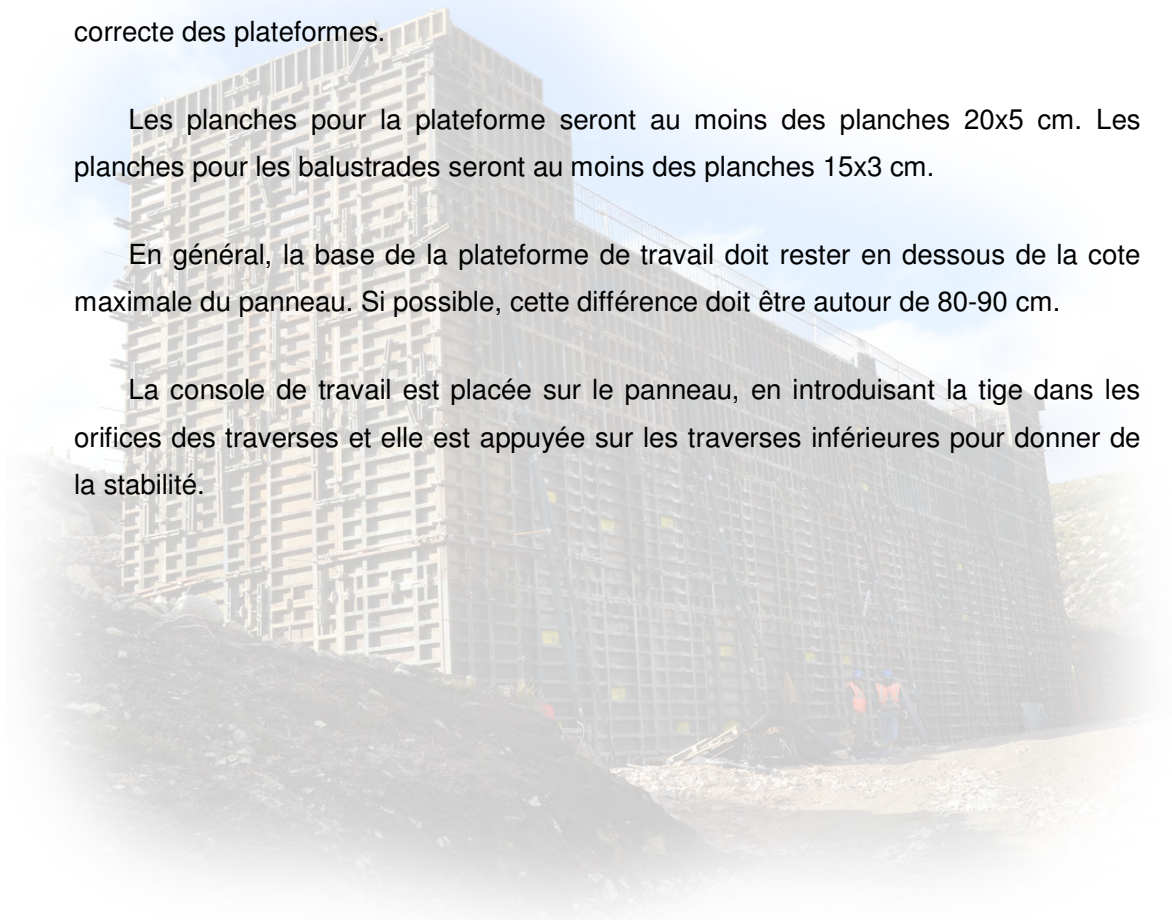 correcte des plateformes.
Les planches pour la plateforme seront au moins des planches 20x5 cm. Les
planches pour les balustrades seront au moins des planches 15x3 cm.
En général, la base de la plateforme de travail doit rester en dessous de la cote
maximale du panneau. Si possible, cette différence doit être autour de 80-90 cm.
La console de travail est placée sur le panneau, en introduisant la tige dans les
orifices des traverses et elle est appuyée sur les traverses inférieures pour donner de
la stabilité.